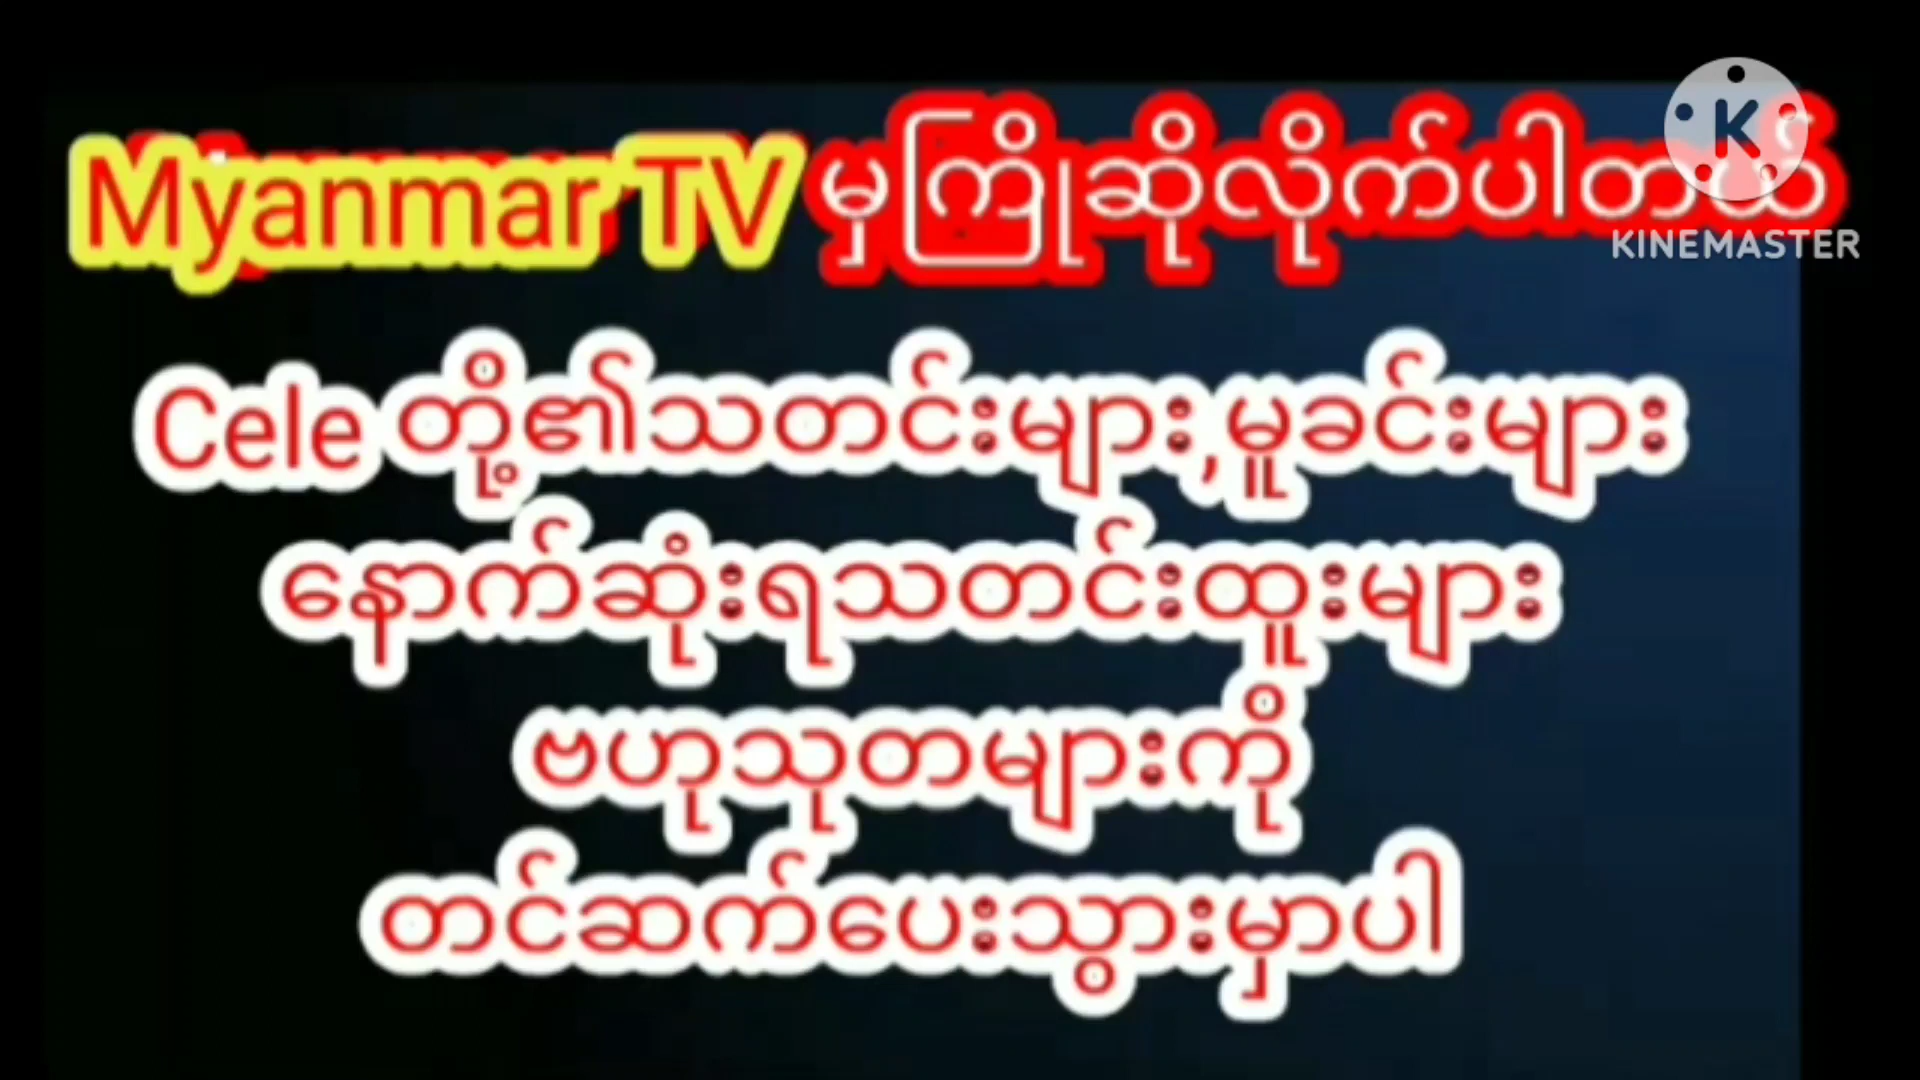 Myanmar TV မှကြိုဆိုလိုက်ပါတယ်
KINEMASTER
Cele တို့၏သတင်းများ,မူခင်းများ
နောက်ဆုံးရသတင်းထူးများ
ဗဟုသုတများကို
တင်ဆက်ပေးသွားမှာပါ